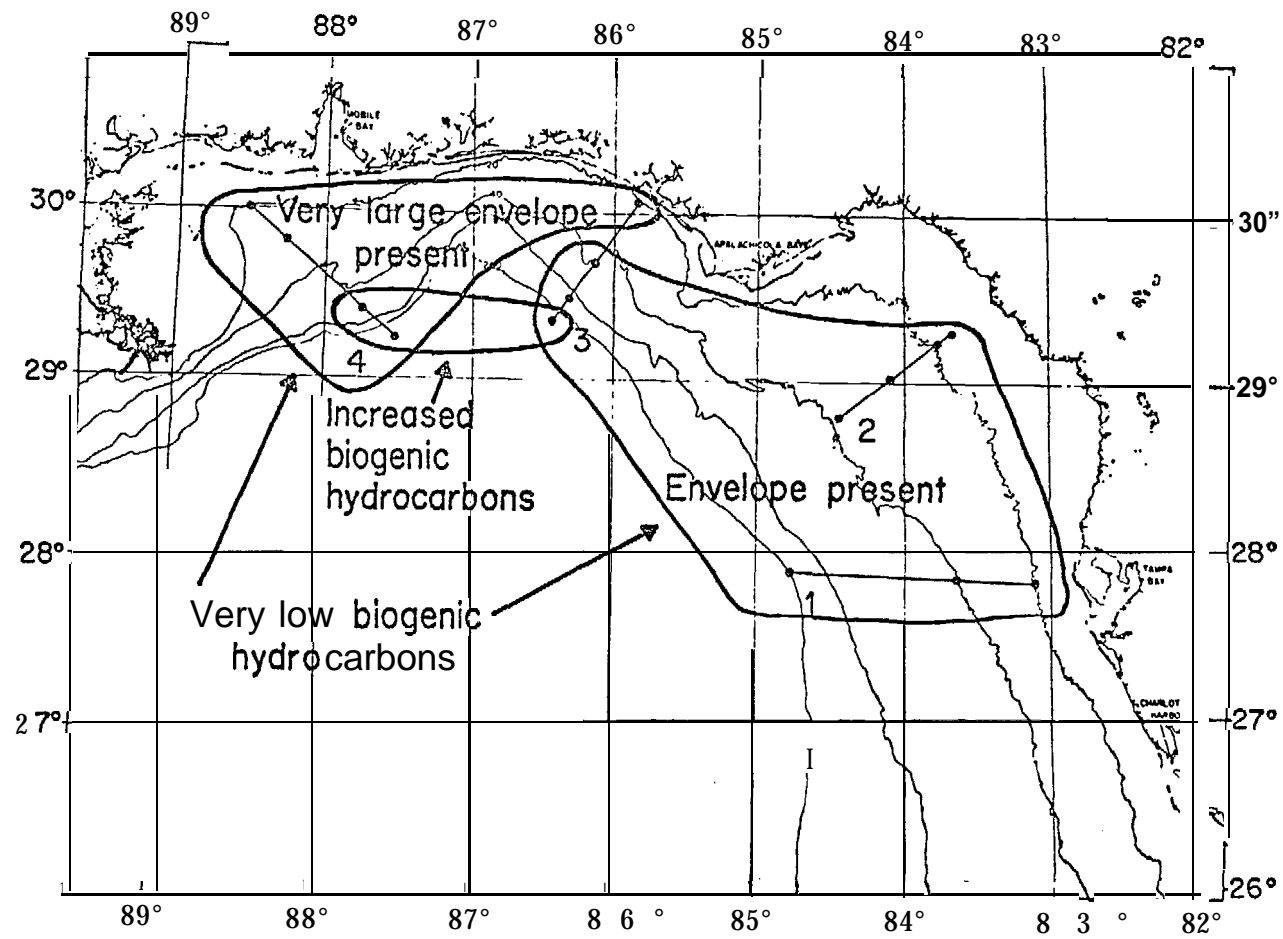 89° 88° 87° 86° 85° 84° 83° 82°
MOBILE
BAY
20
30°
Very large envelope
present
40
APALACHICOLA BAY
30"
3
4
29°
29°
Increased
biogenic
hydrocarbons
2
Envelope present
28°
28°
TAMPA
BAY
Very low biogenic
hydrocarbons
1
CHARLOT
HARBO
27°
27°
I
26°
89° 88° 87° 8 6 ° 85° 84° 8 3 ° 82°